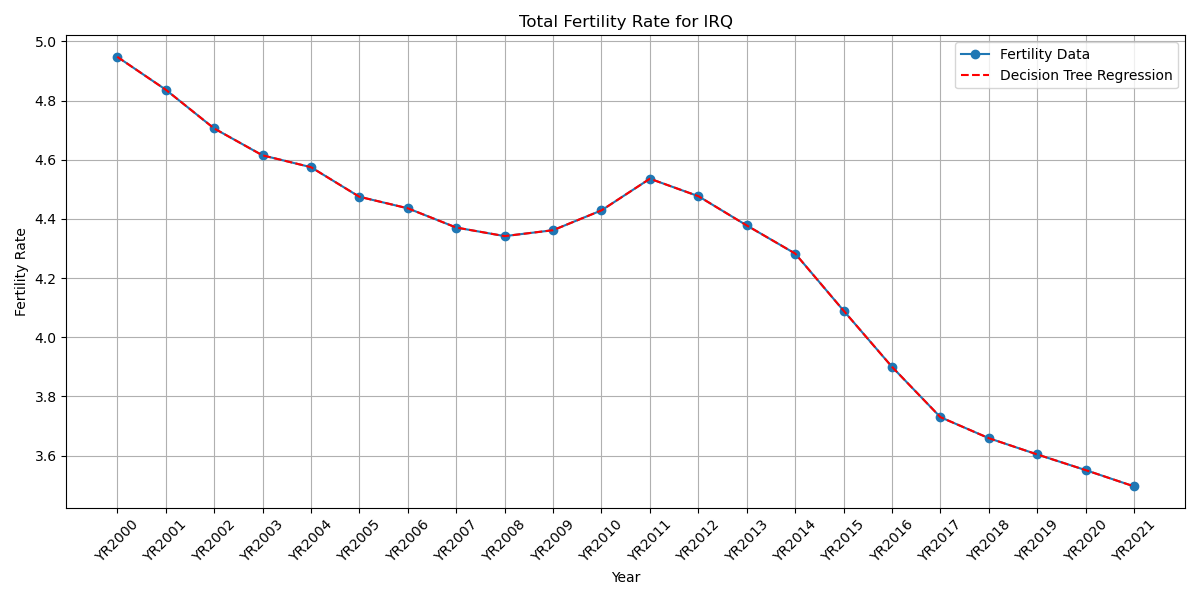 Total Fertility Rate for IRQ
Fertility Data
Decision Tree Regression
5.0
4.8
4.6
4.4
4.2
4.0
3.8
3.6
Fertility Rate
YR2000
YR2001
YR2002
YR2003
YR2004
YR2005
YR2006
YR2007
YR2008
YR2009
YR2010
YR2011
YR2012
YR2013
YR2014
YR2015
YR2016
YR2017
YR2018
YR2019
YR2020
YR2021
Year